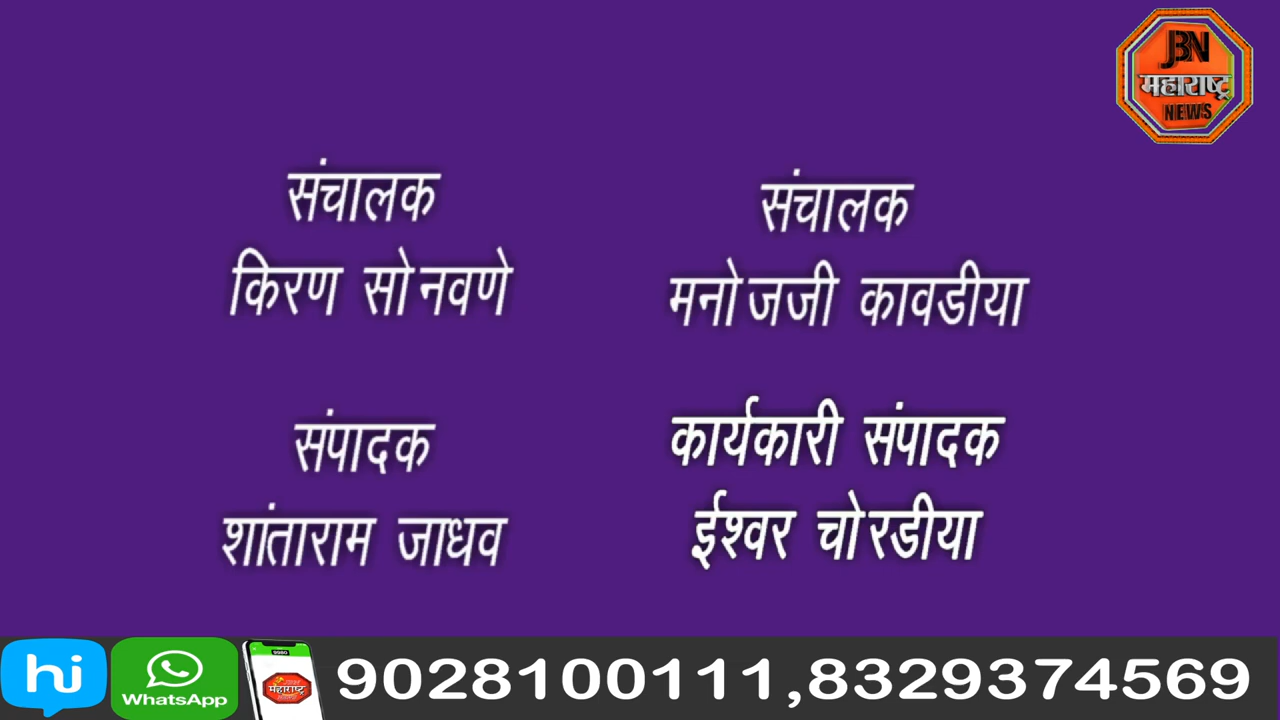 JBN
महाराष्ट्र
NEWS
संचालक
किरण सोनवणे
संचालक
मनोजजी कावडीया
संपादक
शांताराम जाधव
कार्यकारी संपादक
ईश्वर चोरडीया
hi
WhatsApp
महाराष्ट्र
9028100111,8329374569